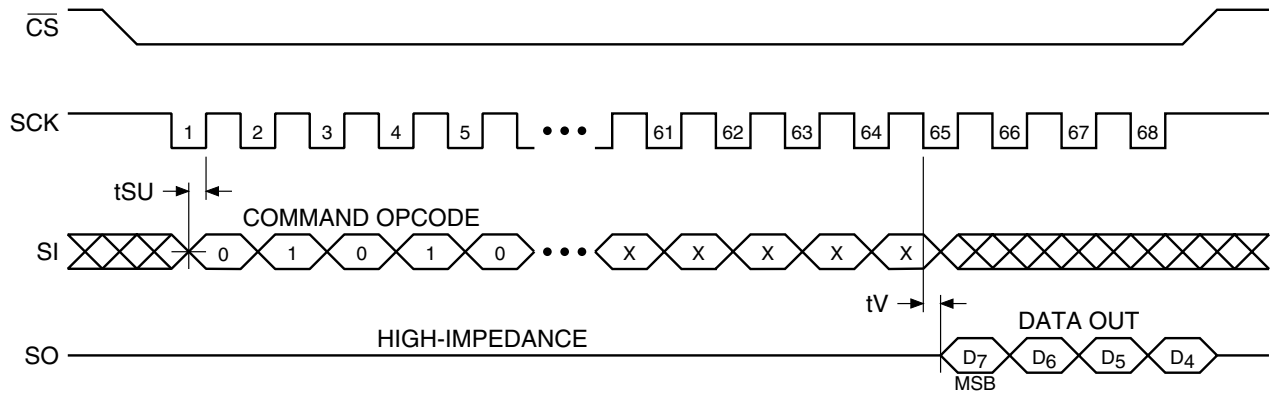 CS
SCK 1 2 3 4 5 ••• 61 62 63 64 65 66 67 68
tSU
COMMAND OPCODE
SI 0 1 0 1 0 ••• X X X X X
tV
HIGH-IMPEDANCE
DATA OUT
SO D7 D6 D5 D4
MSB